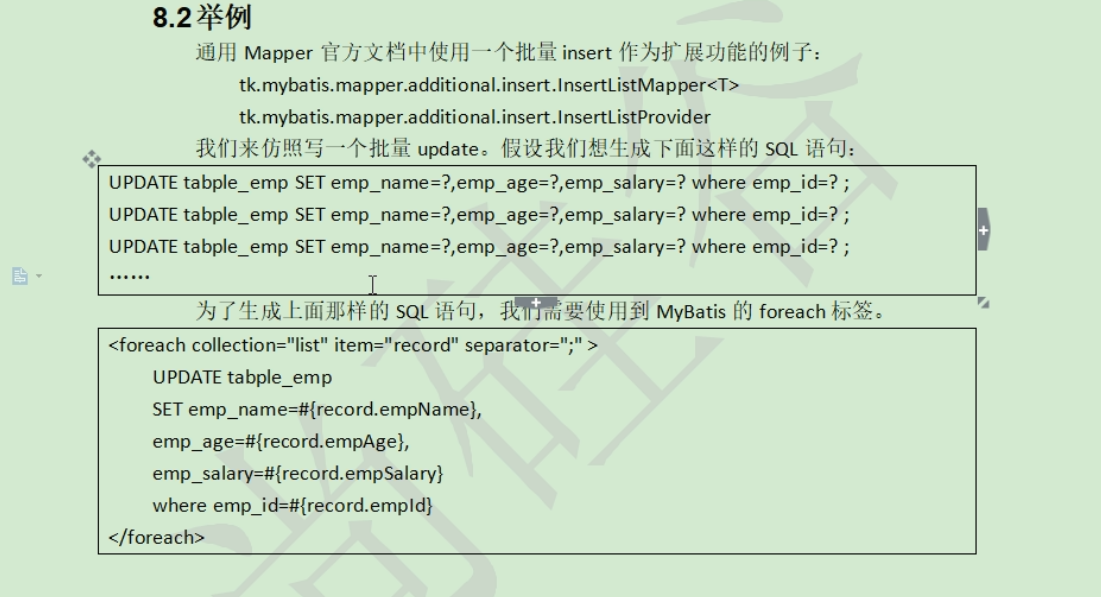 8.2 举例
通用 Mapper 官方文档中使用一个批量 insert 作为扩展功能的例子：
tk.mybatis.mapper.additional.insert.InsertListMapper<T>
tk.mybatis.mapper.additional.insert.InsertListProvider
我们来仿照写一个批量 update。假设我们想生成下面这样的 SQL 语句：
UPDATE tabple_emp SET emp_name=?,emp_age=?,emp_salary=? where emp_id=? ;
UPDATE tabple_emp SET emp_name=?,emp_age=?,emp_salary=? where emp_id=? ;
UPDATE tabple_emp SET emp_name=?,emp_age=?,emp_salary=? where emp_id=? ;
……
为了生成上面那样的 SQL 语句，我们需要使用到 MyBatis 的 foreach 标签。
<foreach collection="list" item="record" separator=";" >
UPDATE tabple_emp
SET emp_name=#{record.empName},
emp_age=#{record.empAge},
emp_salary=#{record.empSalary}
where emp_id=#{record.empId}
</foreach>
尚硅谷